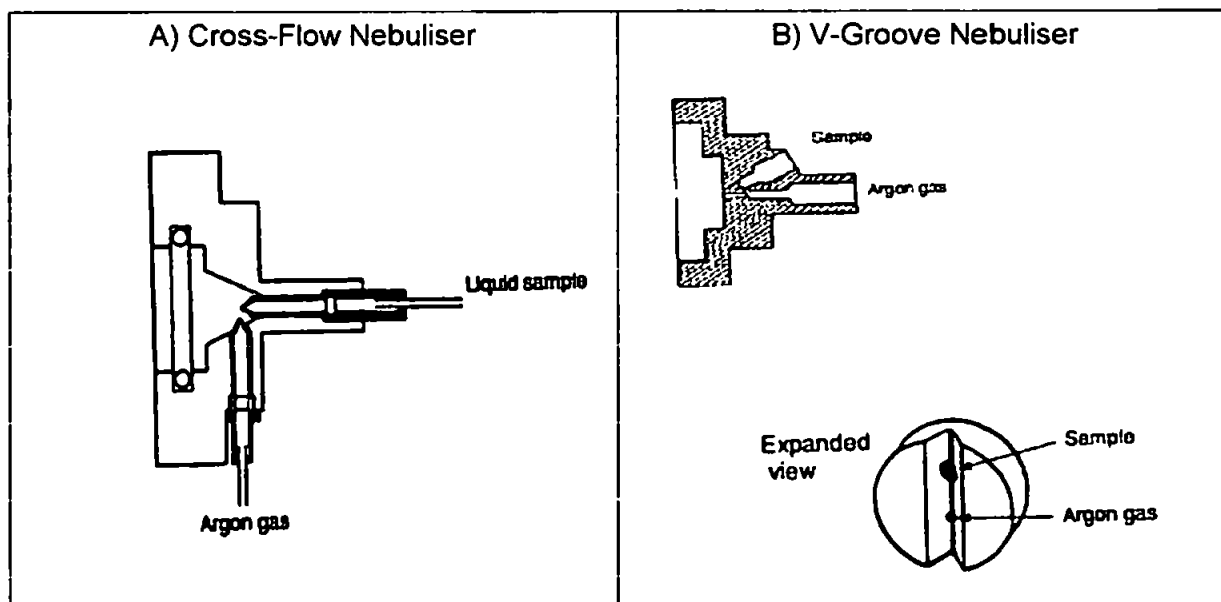 A) Cross-Flow Nebuliser
Liquid sample
Argon gas
B) V-Groove Nebuliser
Sample
Argon gas
Expanded
view
Sample
Argon gas